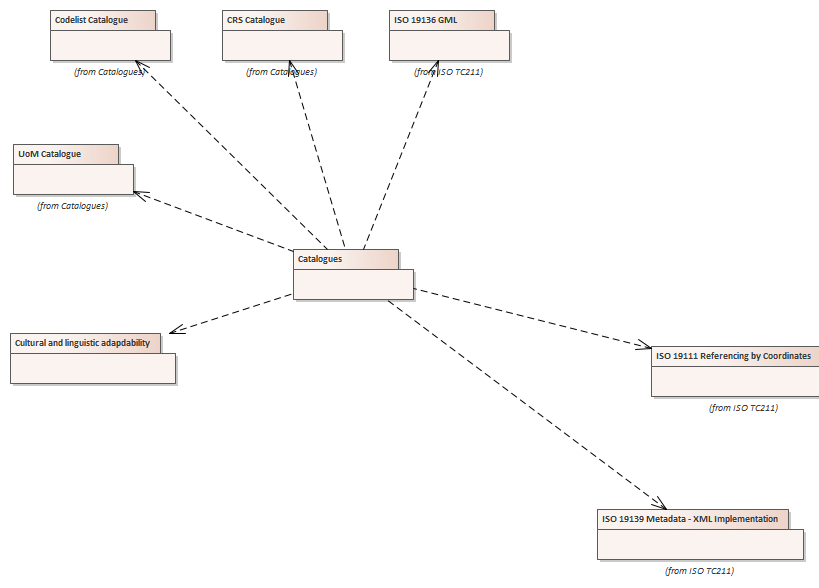 Codelist Catalogue
CRS Catalogue
ISO 19136 GML
(from Catalogues)
(from Catalogues)
(from ISO TC211)
UoM Catalogue
(from Catalogues)
Catalogues
Cultural and linguistic adapdability
ISO 19111 Referencing by Coordinates
(from ISO TC211)
ISO 19139 Metadata - XML Implementation
(from ISO TC211)